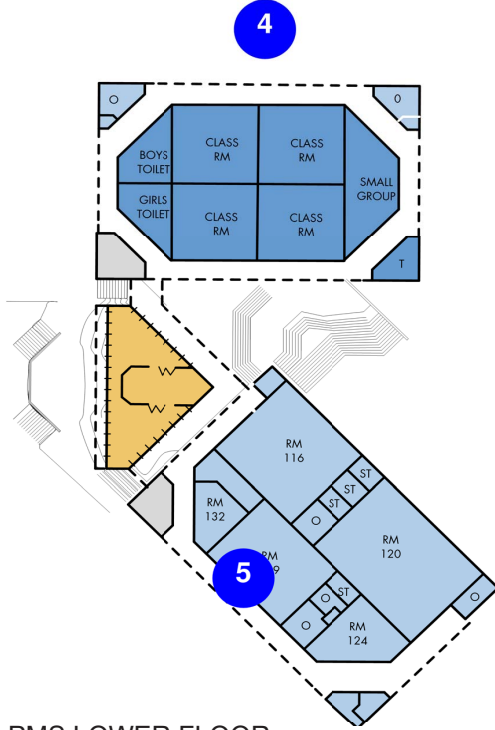 4
O
O
BOYS
TOILET
CLASS
RM
CLASS
RM
SMALL
GROUP
GIRLS
TOILET
CLASS
RM
CLASS
RM
T
RM
116
ST
ST
ST
RM
132
O
RM
120
5
O
ST
O
O
RM
124